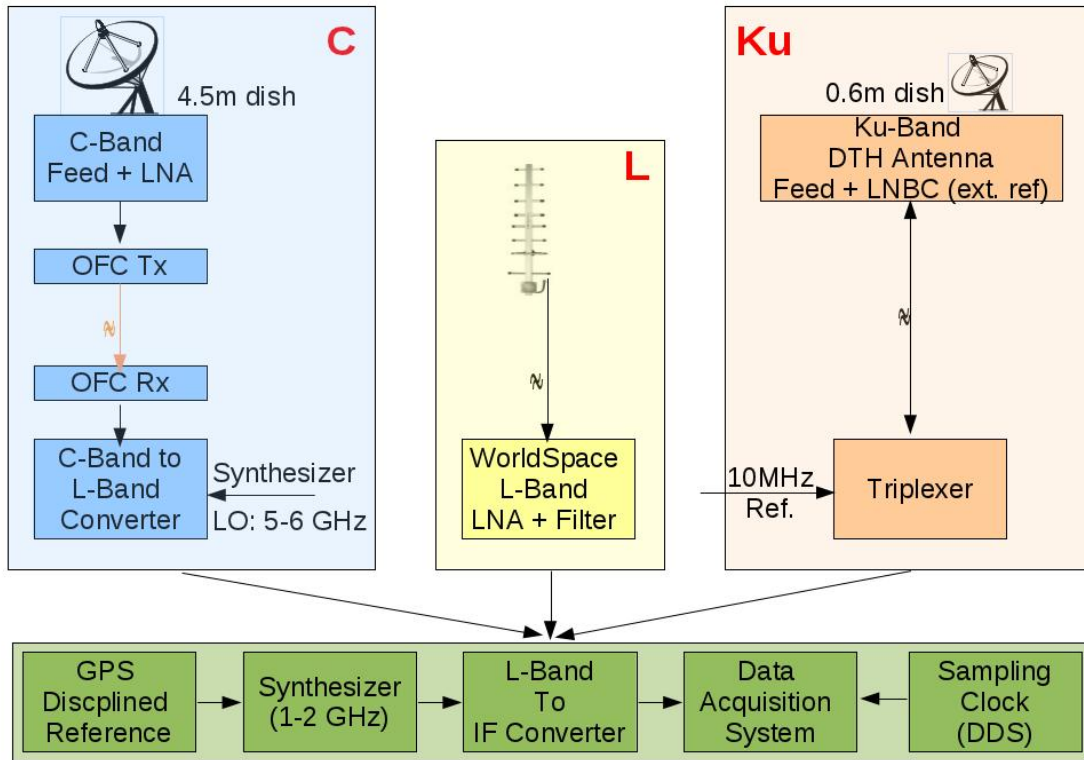 C
4.5m dish
C-Band
Feed + LNA
OFC Tx
OFC Rx
C-Band to
L-Band
Converter
Synthesizer
LO: 5-6 GHz
L
WorldSpace
L-Band
LNA + Filter
Ku
0.6m dish
Ku-Band
DTH Antenna
Feed + LNBC (ext. ref)
10MHz
Ref.
Triplexer
GPS
Discplined
Reference
Synthesizer
(1-2 GHz)
L-Band
To
IF Converter
Data
Acquisition
System
Sampling
Clock
(DDS)